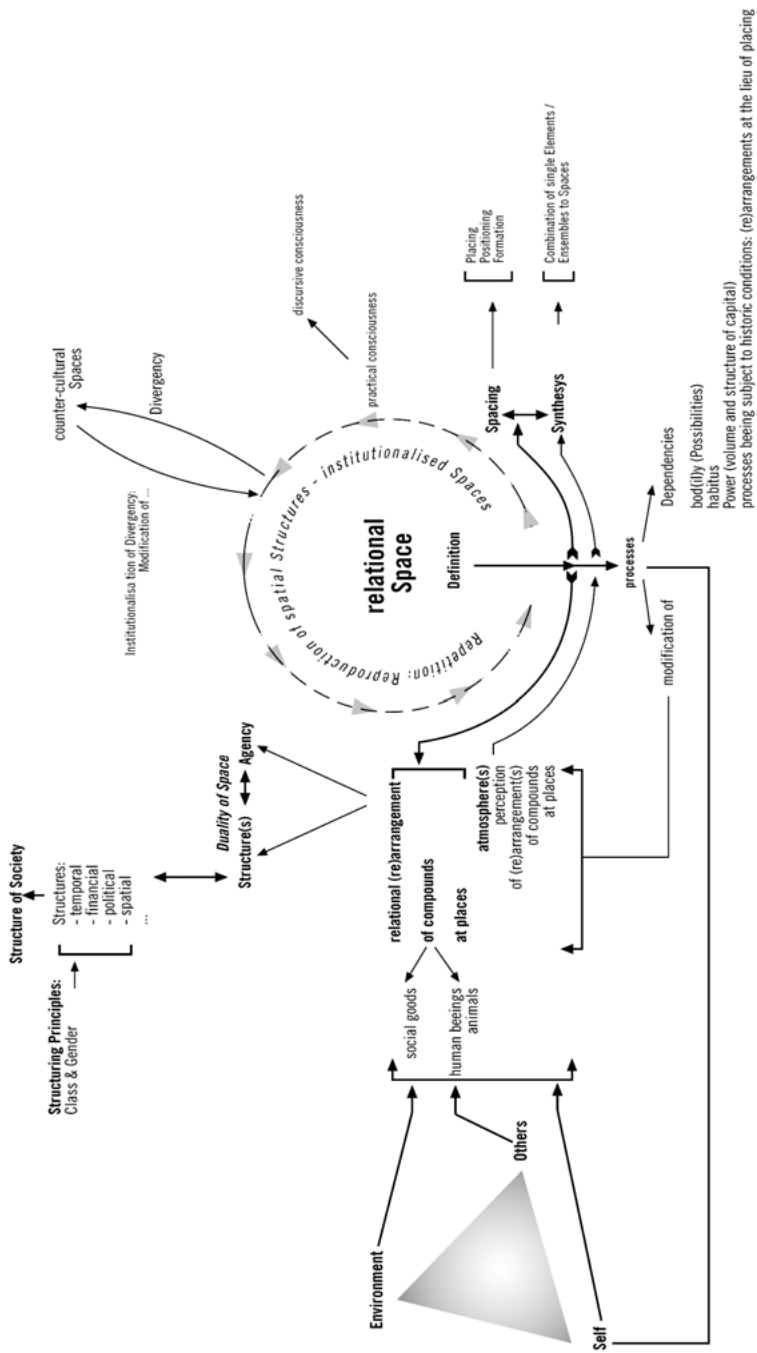 Structure of Society
Structuring Principles:
Class & Gender
Structures:
- temporal
- financial
- political
- spatial
...
Duality of Space
Structure(s)
Agency
Institutionalisa tion of Divergency:
Modification of ...
counter-cultural
Spaces
Divergency
discursive consciousness
practical consciousness
Repetition: Reproduction of spatial Structures - institutionalised Spaces
relational
Space
Definition
Environment
Others
Self
social goods
human beeings
animals
relational (re)arrangement
of compounds
at places
atmosphere(s)
perception
of (re)arrangement(s)
of compounds
at places
Spacing
Synthesys
Placing
Positioning
Formation
Combination of single Elements /
Ensembles to Spaces
processes
modification of
Dependencies
bod(il)y (Possibilities)
habitus
Power (volume and structure of capital)
processes beeing subject to historic conditions: (re)arrangements at the lieu of placing